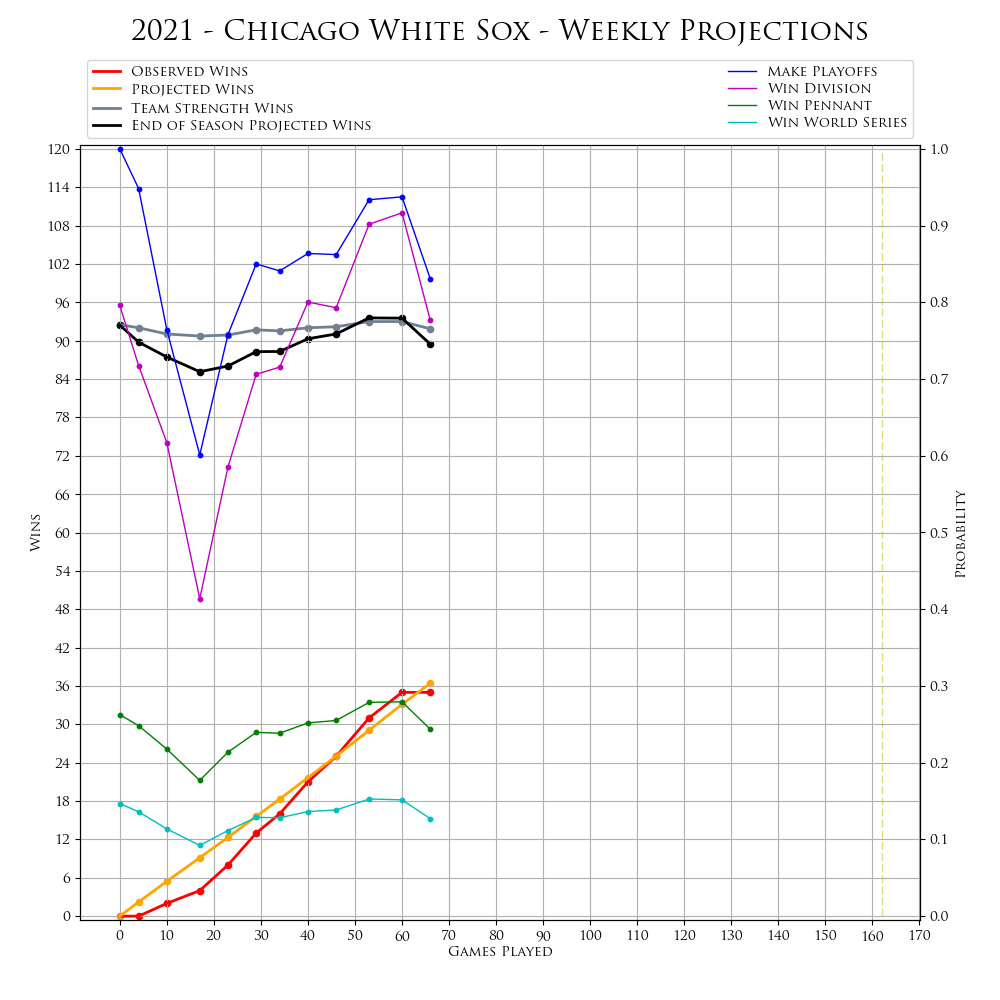 2021 - Chicago White Sox - Weekly Projections
Observed Wins
Projected Wins
Team Strength Wins
End of Season Projected Wins
Make Playoffs
Win Division
Win Pennant
Win World Series
120
114
108
102
96
90
84
78
72
66
60
54
48
42
36
30
24
18
12
6
0
Wins
1.0
0.9
0.8
0.7
0.6
0.5
0.4
0.3
0.2
0.1
0.0
Probability
0 10 20 30 40 50 60 70 80 90 100 110 120 130 140 150 160 170
Games Played